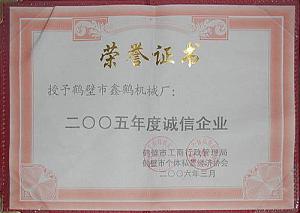 荣誉证书
授予鹤壁市鑫鹤机械厂：
二〇〇五年度诚信企业
鹤壁市工商行政管理局
鹤壁市个体私营经济协会
二〇〇六年三月